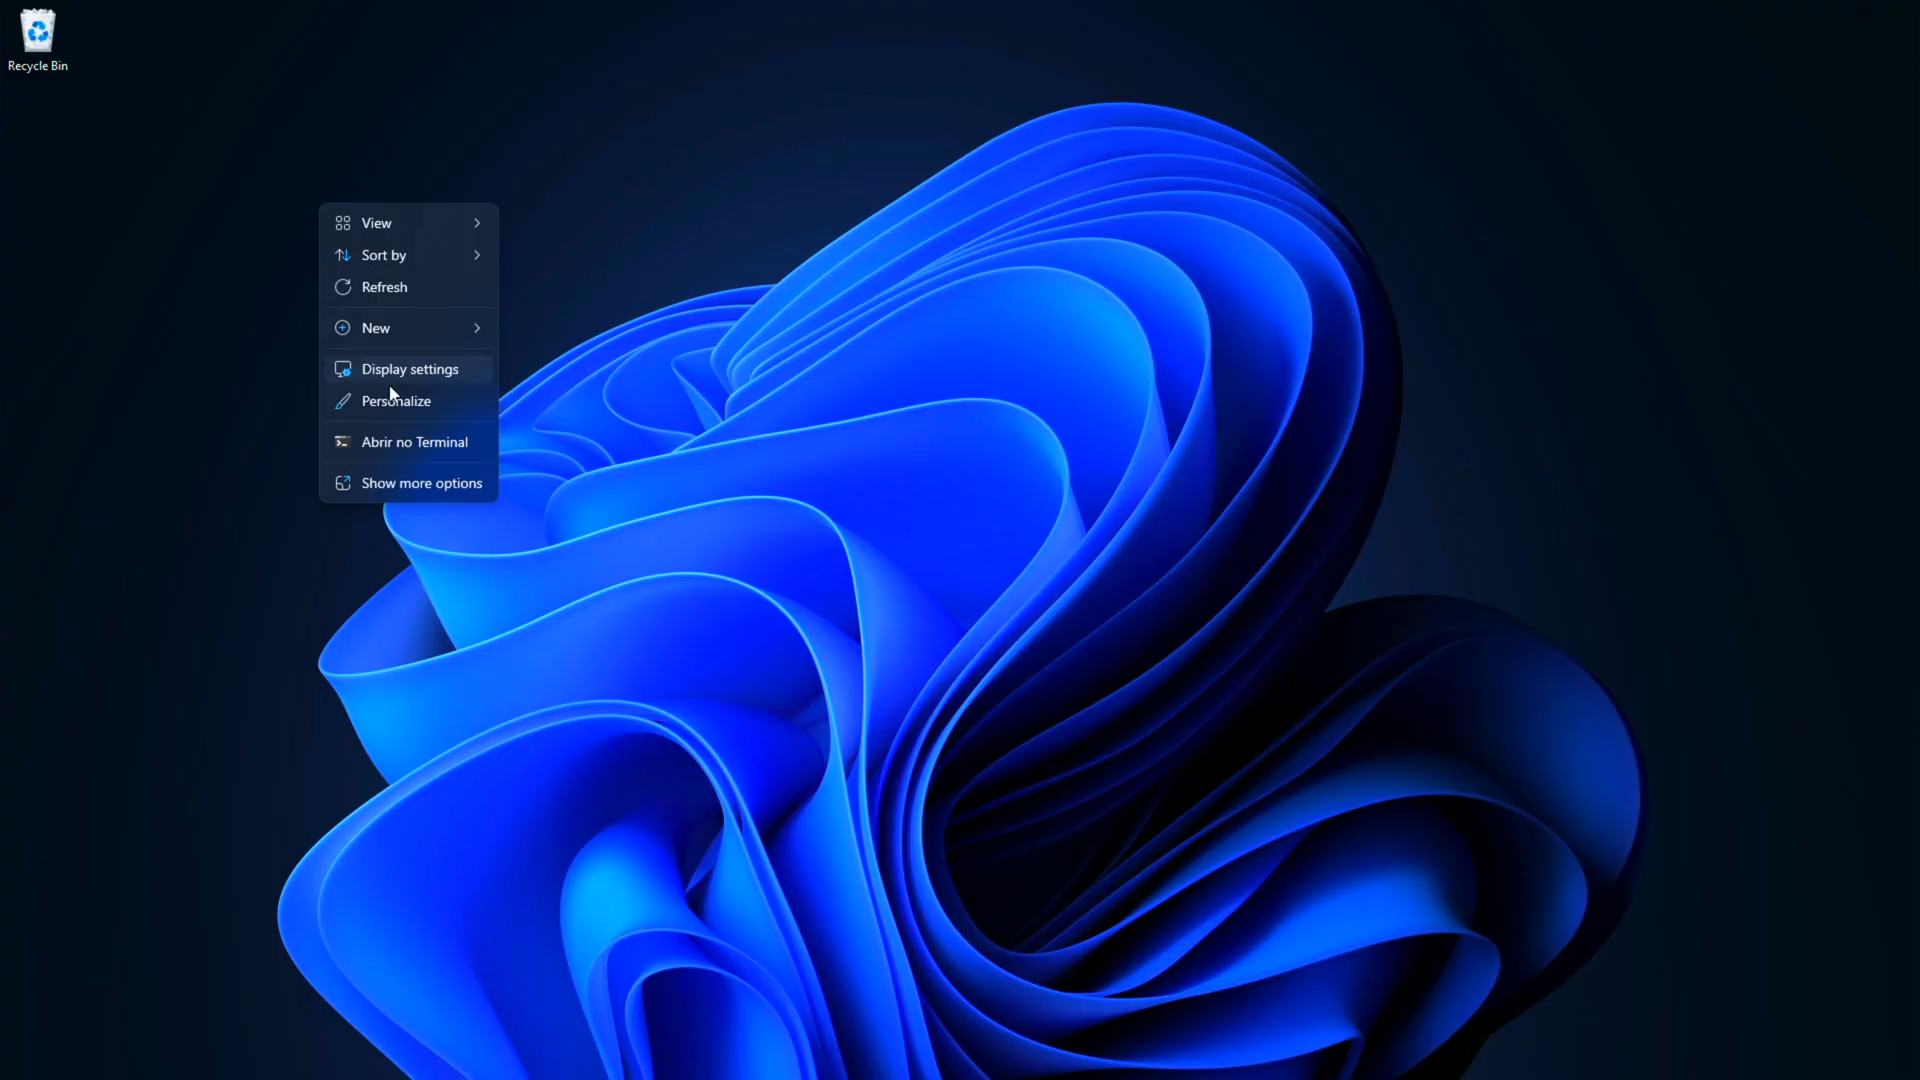 Recycle Bin
View
Sort by
Refresh
New
Display settings
Personalize
Abrir no Terminal
Show more options